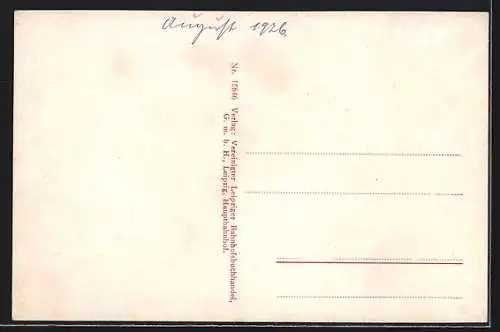 August 1926.
Nr. 12646 Verlag: Vereinigter Leipziger Bahnhofsbuchhandel,
G. m. b. H., Leipzig, Hauptbahnhof.